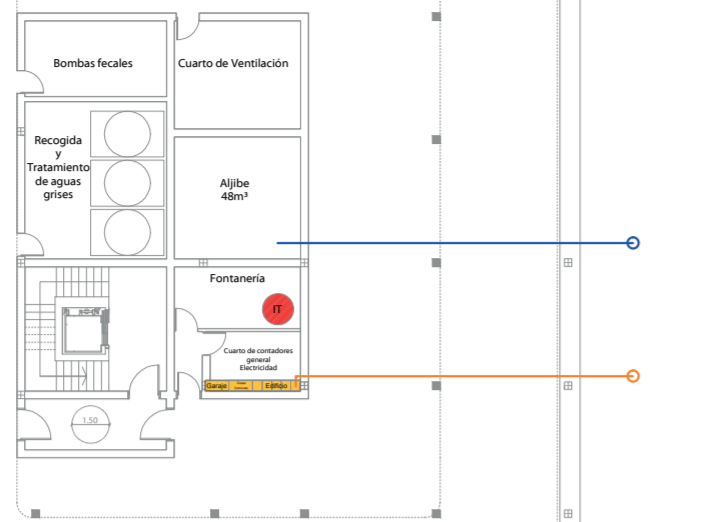 Bombas fecales
Cuarto de Ventilación
Recogida
y
Tratamiento
de aguas
grises
Aljibe
48m³
Fontanería
IT
Cuarto de contadores
general
Electricidad
Garaje
Edificio
1.50